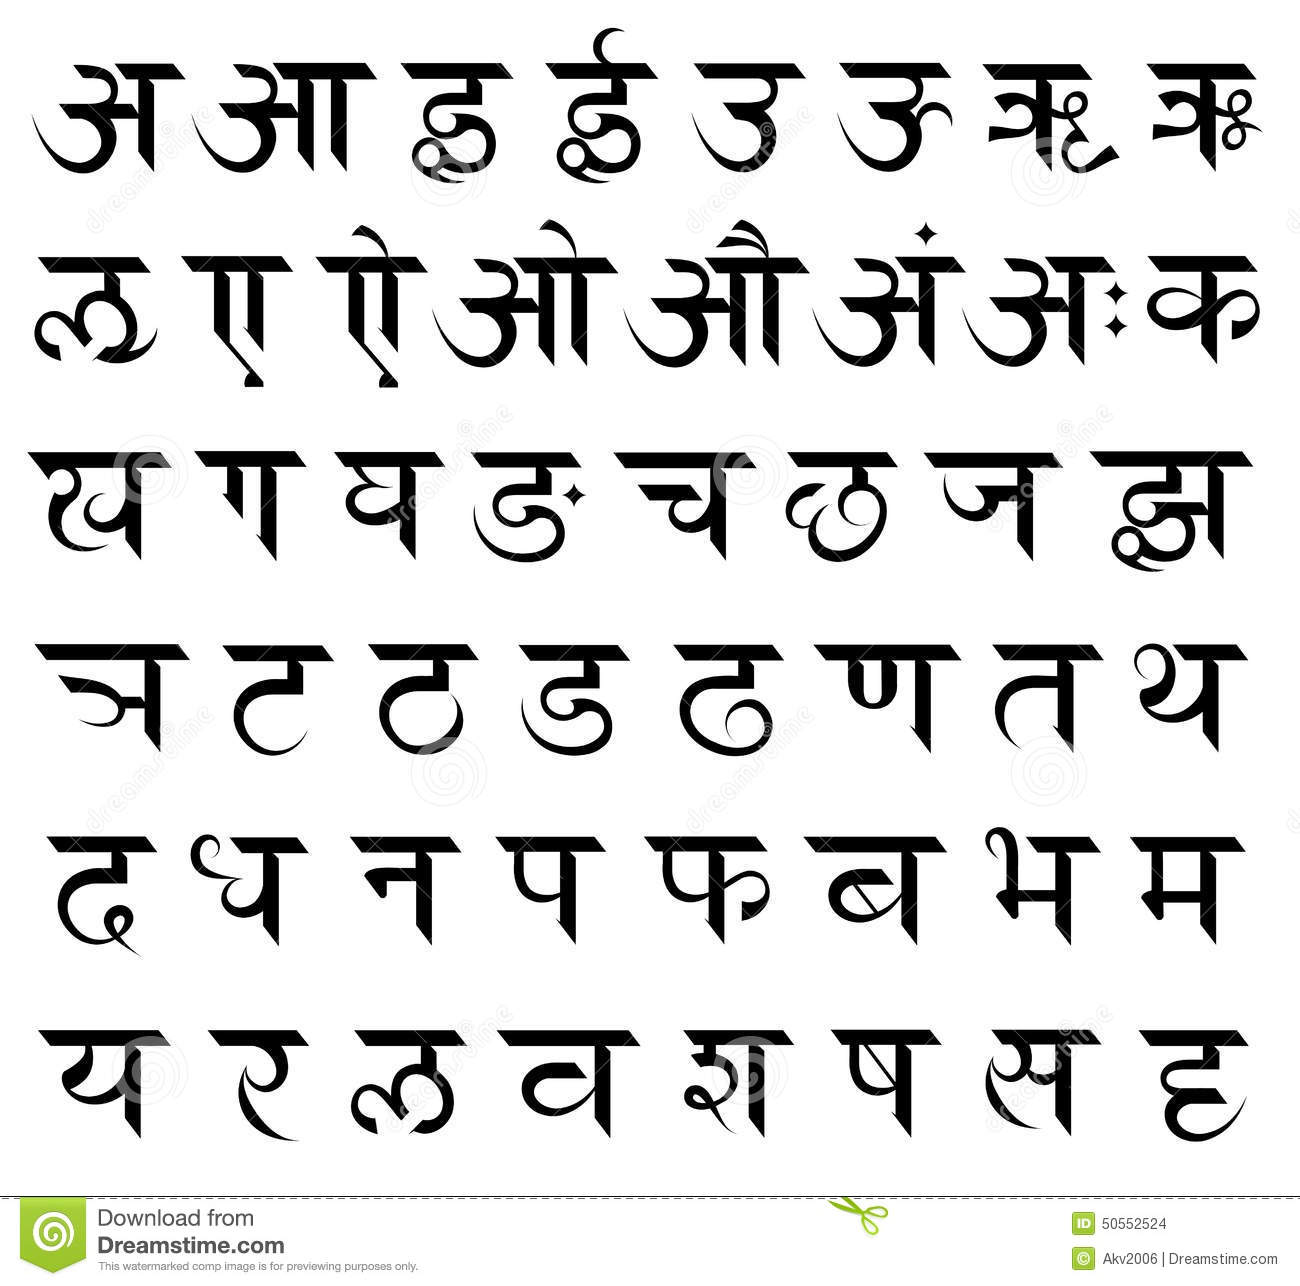 अ आ इ ई उ ऊ ऋ ॠ
ऌ ए ऐ ओ औ अं अः क
ख ग घ ङ च छ ज झ
ञ ट ठ ड ढ ण त थ
द ध न प फ ब भ म
य र ल व श ष स ह
Download from
Dreamstime.com
This watermarked comp image is for previewing purposes only.
ID 50552524
© Akv2006 | Dreamstime.com